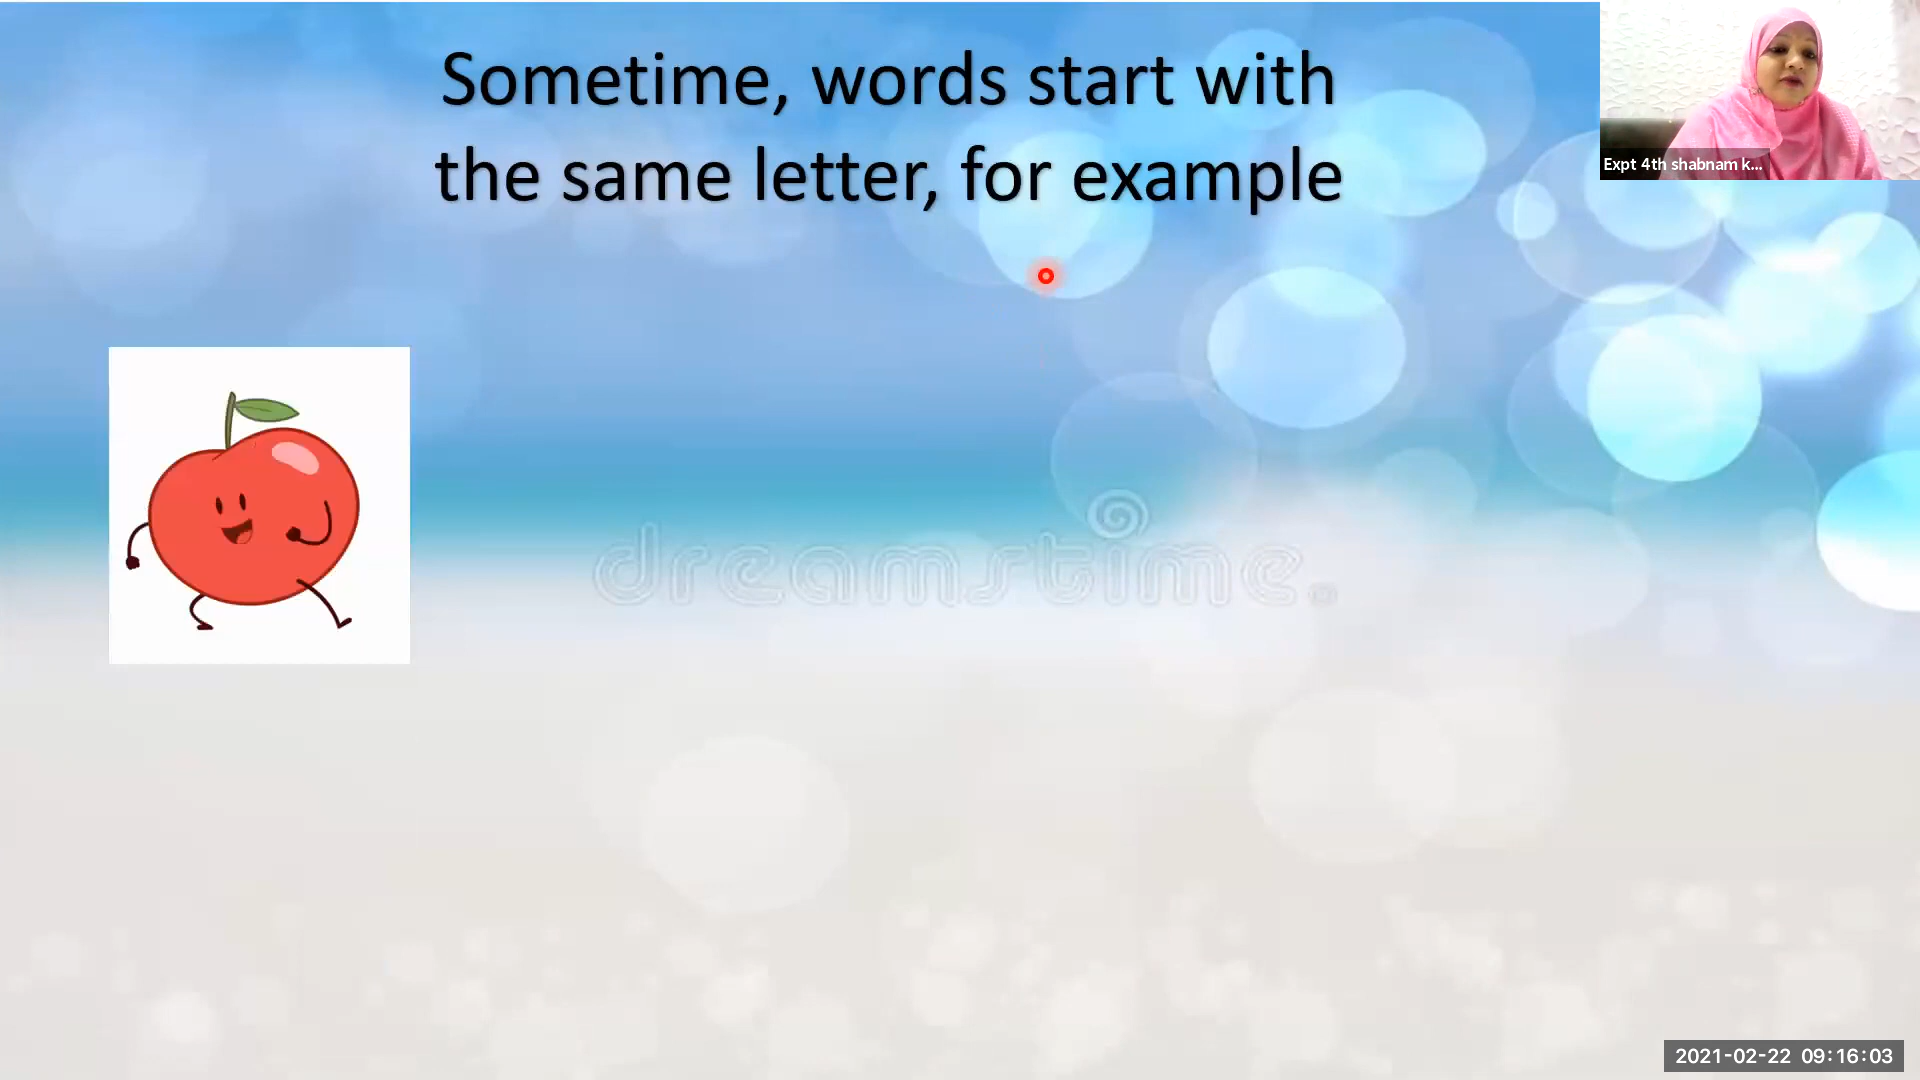 Sometime, words start with
the same letter, for example
Expt 4th shabnam k...
dreamstime.
2021-02-22 09:16:03